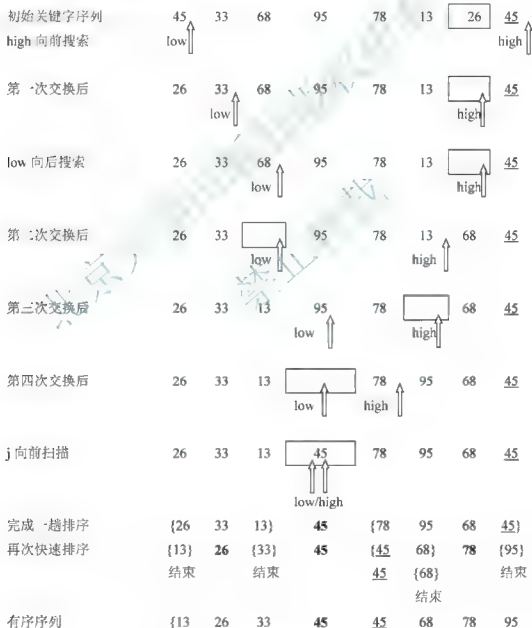 初始关键字序列 45 33 68 95 78 13 26 45
high 向前搜索 low high
第一次交换后 26 33 68 95 78 13 45
low high
low 向后搜索 26 33 68 95 78 13 45
low high
第二次交换后 26 33 95 78 13 68 45
low high
第三次交换后 26 33 13 95 78 68 45
low high
第四次交换后 26 33 13 78 95 68 45
low high
j 向前扫描 26 33 13 45 78 95 68 45
low/high
完成一趟排序 {26 33 13} 45 {78 95 68 45}
再次快速排序 {13} 26 {33} 45 {45 68} 78 {95}
结束 结束 45 {68} 结束
结束
有序序列 {13 26 33 45 45 68 78 95